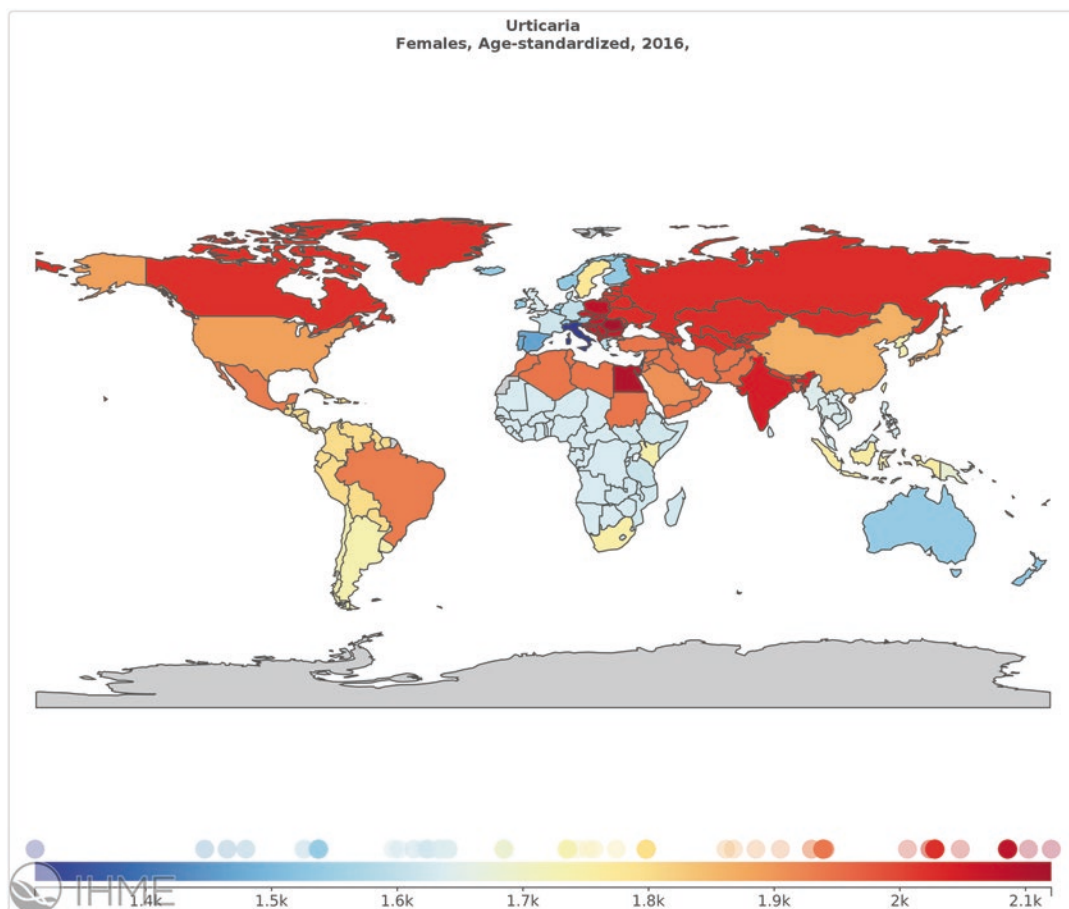 Urticaria
Females, Age-standardized, 2016,
IHME
1.4k 1.5k 1.6k 1.7k 1.8k 1.9k 2k 2.1k